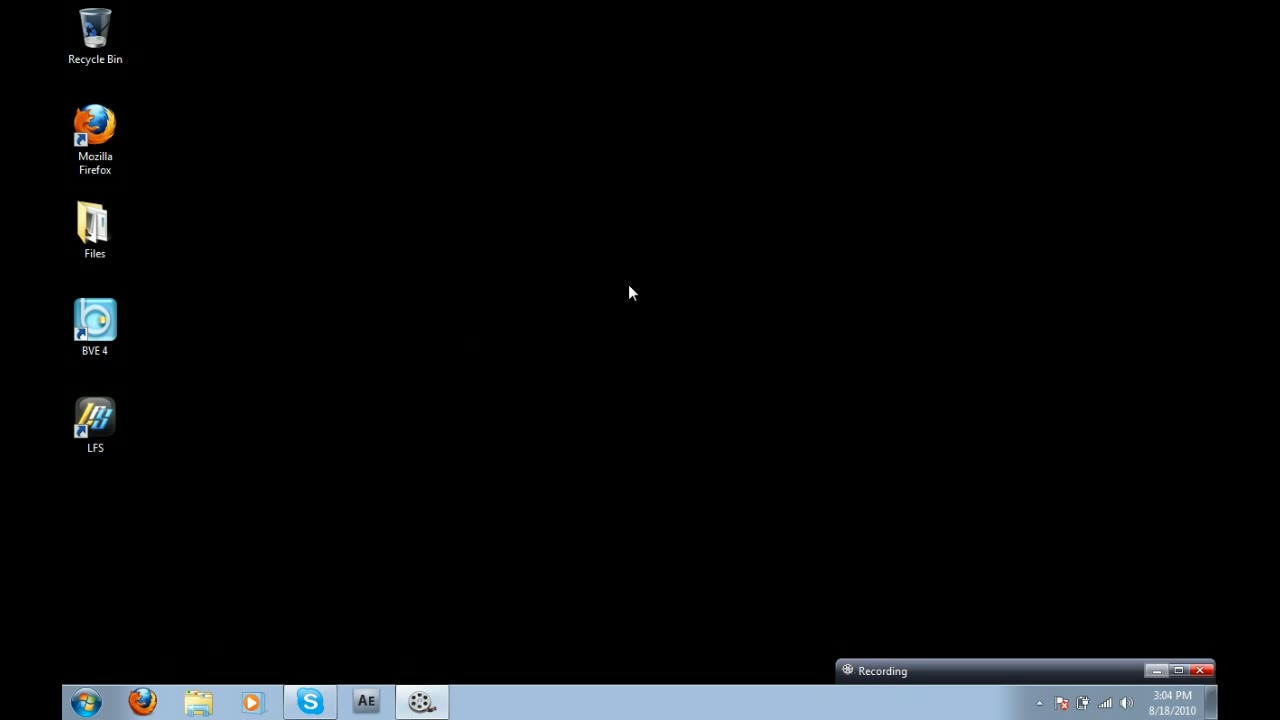 Recycle Bin
Mozilla
Firefox
Files
BVE 4
LFS
Recording
AE
3:04 PM
8/18/2010